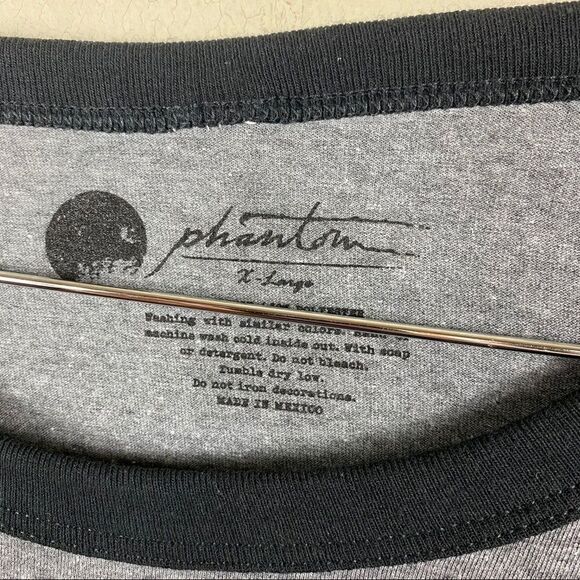 phantom
X-Large
POLYESTER
Washing with similar colors.
machine wash cold inside out. With soap
or detergent. Do not bleach.
Tumble dry low.
Do not iron decorations.
MADE IN MEXICO